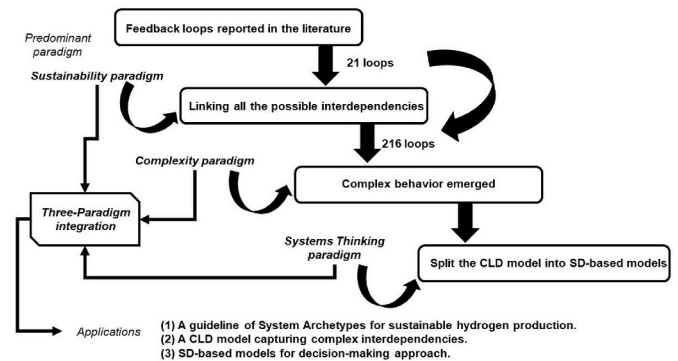 Feedback loops reported in the literature
Predominant
paradigm
21 loops
Sustainability paradigm
Linking all the possible interdependencies
216 loops
Complexity paradigm
Complex behavior emerged
Three-Paradigm
integration
Systems Thinking
paradigm
Split the CLD model into SD-based models
Applications
(1) A guideline of System Archetypes for sustainable hydrogen production.
(2) A CLD model capturing complex interdependencies.
(3) SD-based models for decision-making approach.